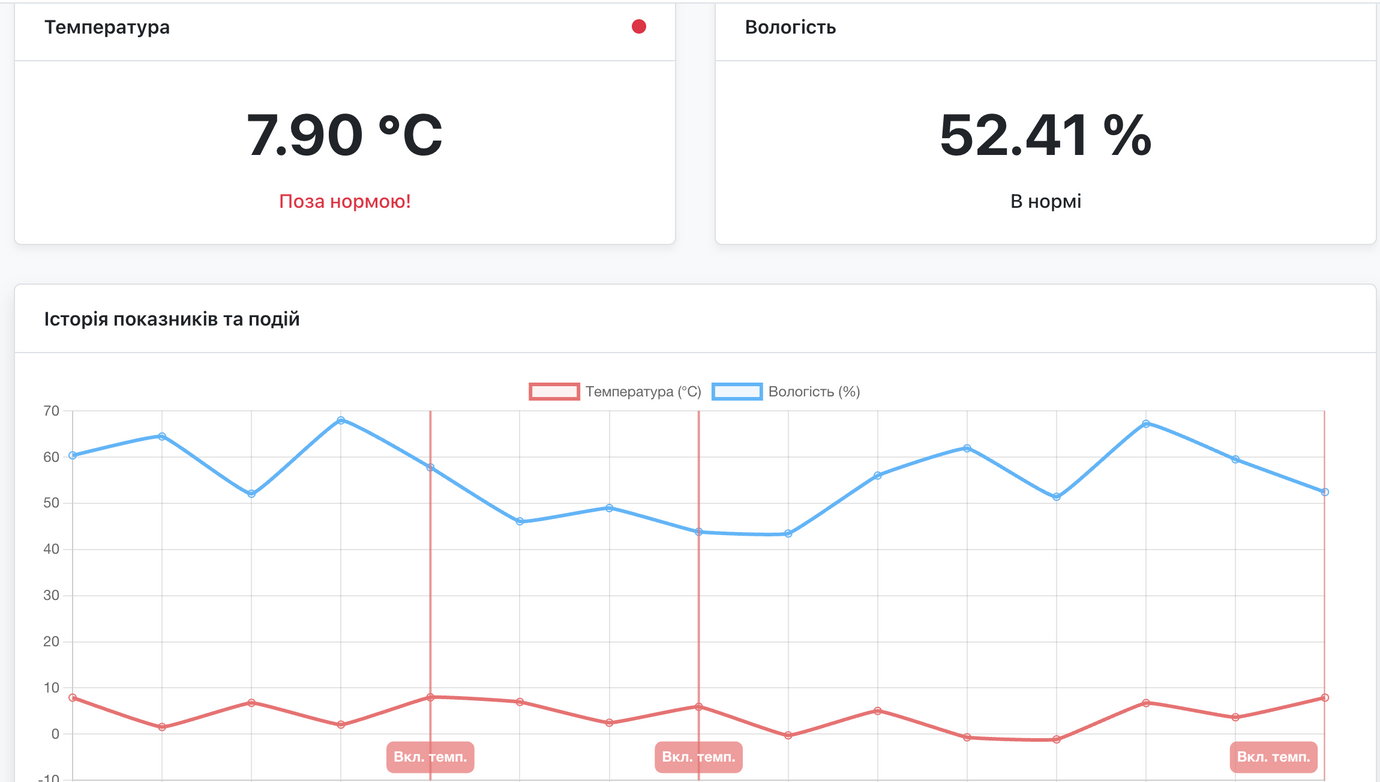 Температура
Вологість
7.90 °C
52.41 %
Поза нормою!
В нормі
Історія показників та подій
Температура (°C) Вологість (%)
70
60
50
40
30
20
10
0
Вкл. темп. Вкл. темп. Вкл. темп.
-10